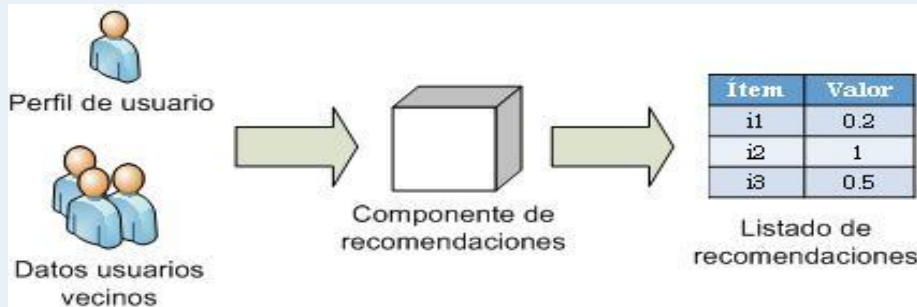 Perfil de usuario
Datos usuarios
vecinos
Componente de
recomendaciones
Ítem Valor
i1 0.2
i2 1
i3 0.5
Listado de
recomendaciones